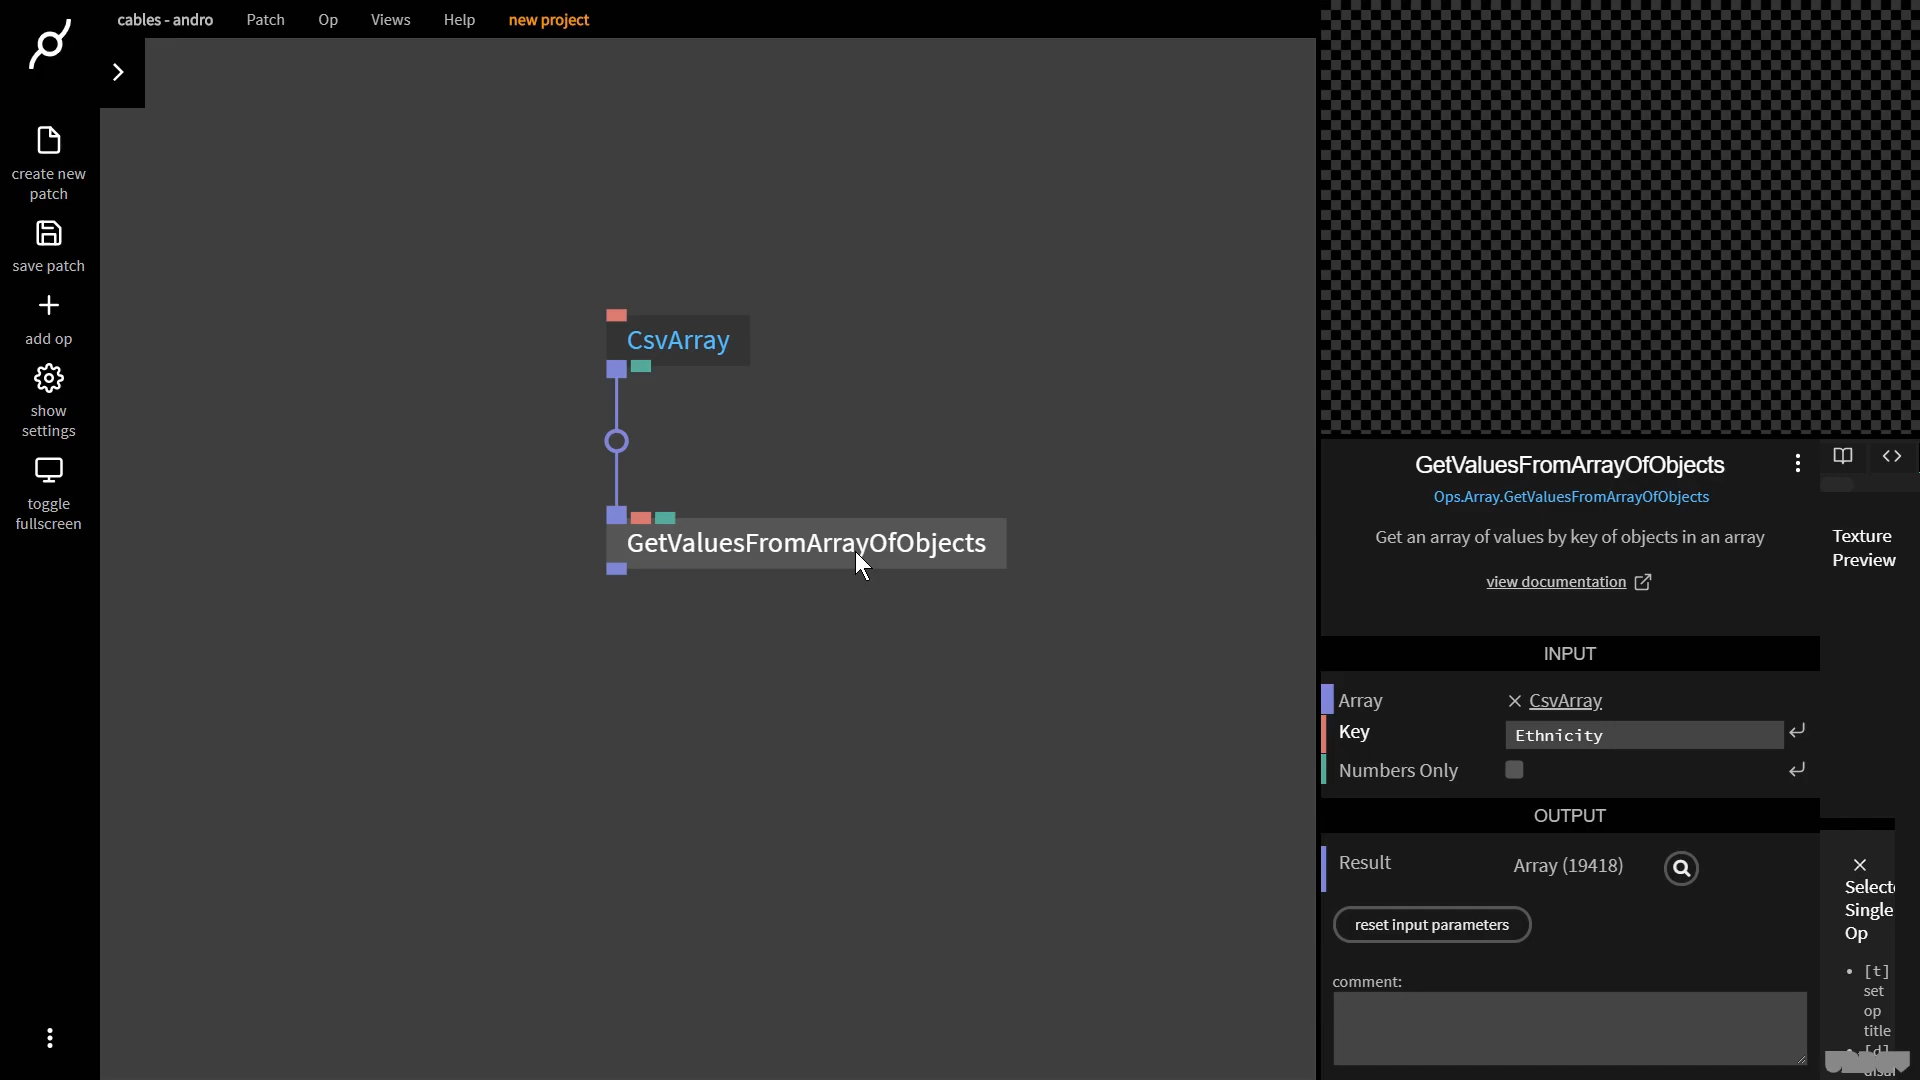 cables - andro Patch Op Views Help new project
create new
patch
save patch
add op
show
settings
toggle
fullscreen
CsvArray
GetValuesFromArrayOfObjects
GetValuesFromArrayOfObjects
Ops.Array.GetValuesFromArrayOfObjects
Get an array of values by key of objects in an array
view documentation
INPUT
Array CsvArray
Key Ethnicity
Numbers Only
OUTPUT
Result Array (19418)
reset input parameters
comment:
Texture
Preview
Single
Op
[t]
set
op
title